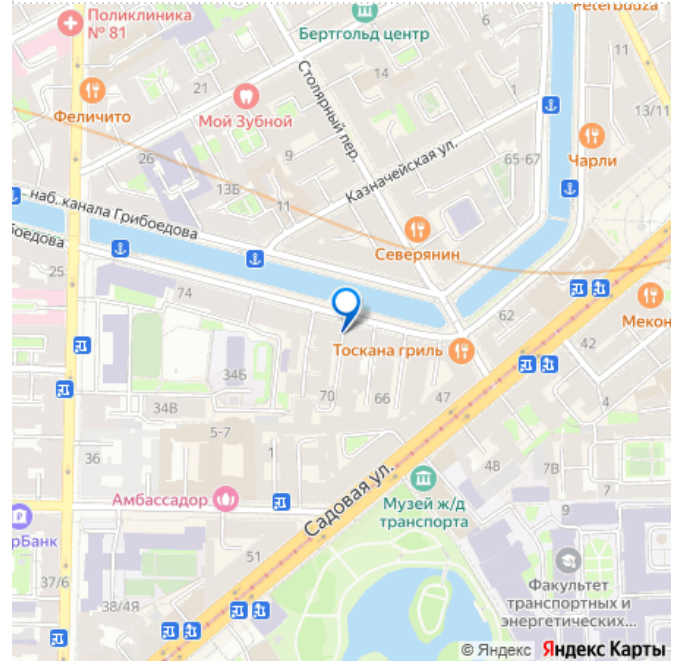 Поликлиника
№ 81
Peterbudza
Бертгольд центр
6
1
14
21
Столярный пер.
1
11
13/11
Феличито
Мой Зубной
9
Казначейская ул.
65-67
Чарли
26
13Б
11
наб. канала Грибоедова
боедова
Северянин
25
74
62
Мекон
Тоскана гриль
42
34Б
34В
70
66
47
4
5-7
36
1
48
7В
Садовая ул.
Амбассадор
Музей ж/д
транспорта
9
рБанк
51
37/6
38/4Я
Факультет
транспортных и
энергетических...
© Яндекс Яндекс Карты